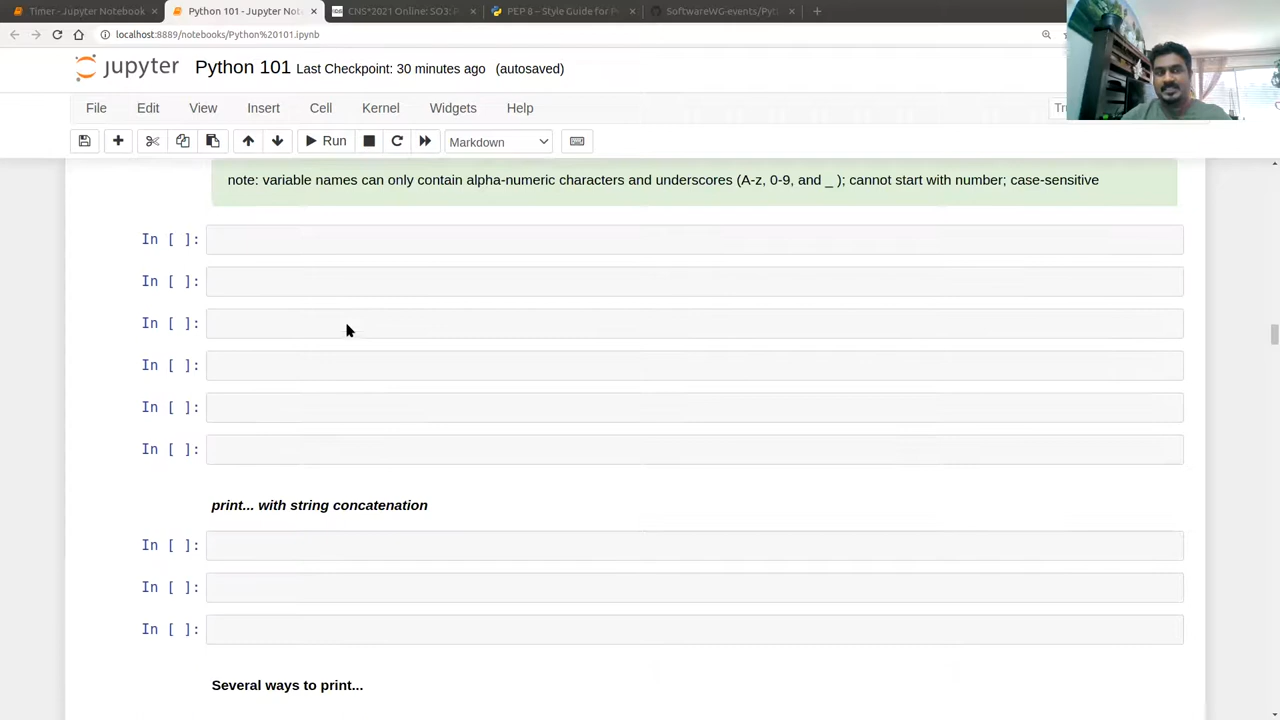 Timer - Jupyter Notebook
Python 101 - Jupyter Not
CNS*2021 Online: SO3: P
PEP 8 – Style Guide for P
SoftwareWG-events/Pyt
localhost:8889/notebooks/Python%20101.ipynb
jupyter Python 101 Last Checkpoint: 30 minutes ago (autosaved)
File Edit View Insert Cell Kernel Widgets Help
Run Markdown
note: variable names can only contain alpha-numeric characters and underscores (A-z, 0-9, and _ ); cannot start with number; case-sensitive
In [ ]:
In [ ]:
In [ ]:
In [ ]:
In [ ]:
In [ ]:
print... with string concatenation
In [ ]:
In [ ]:
In [ ]:
Several ways to print...